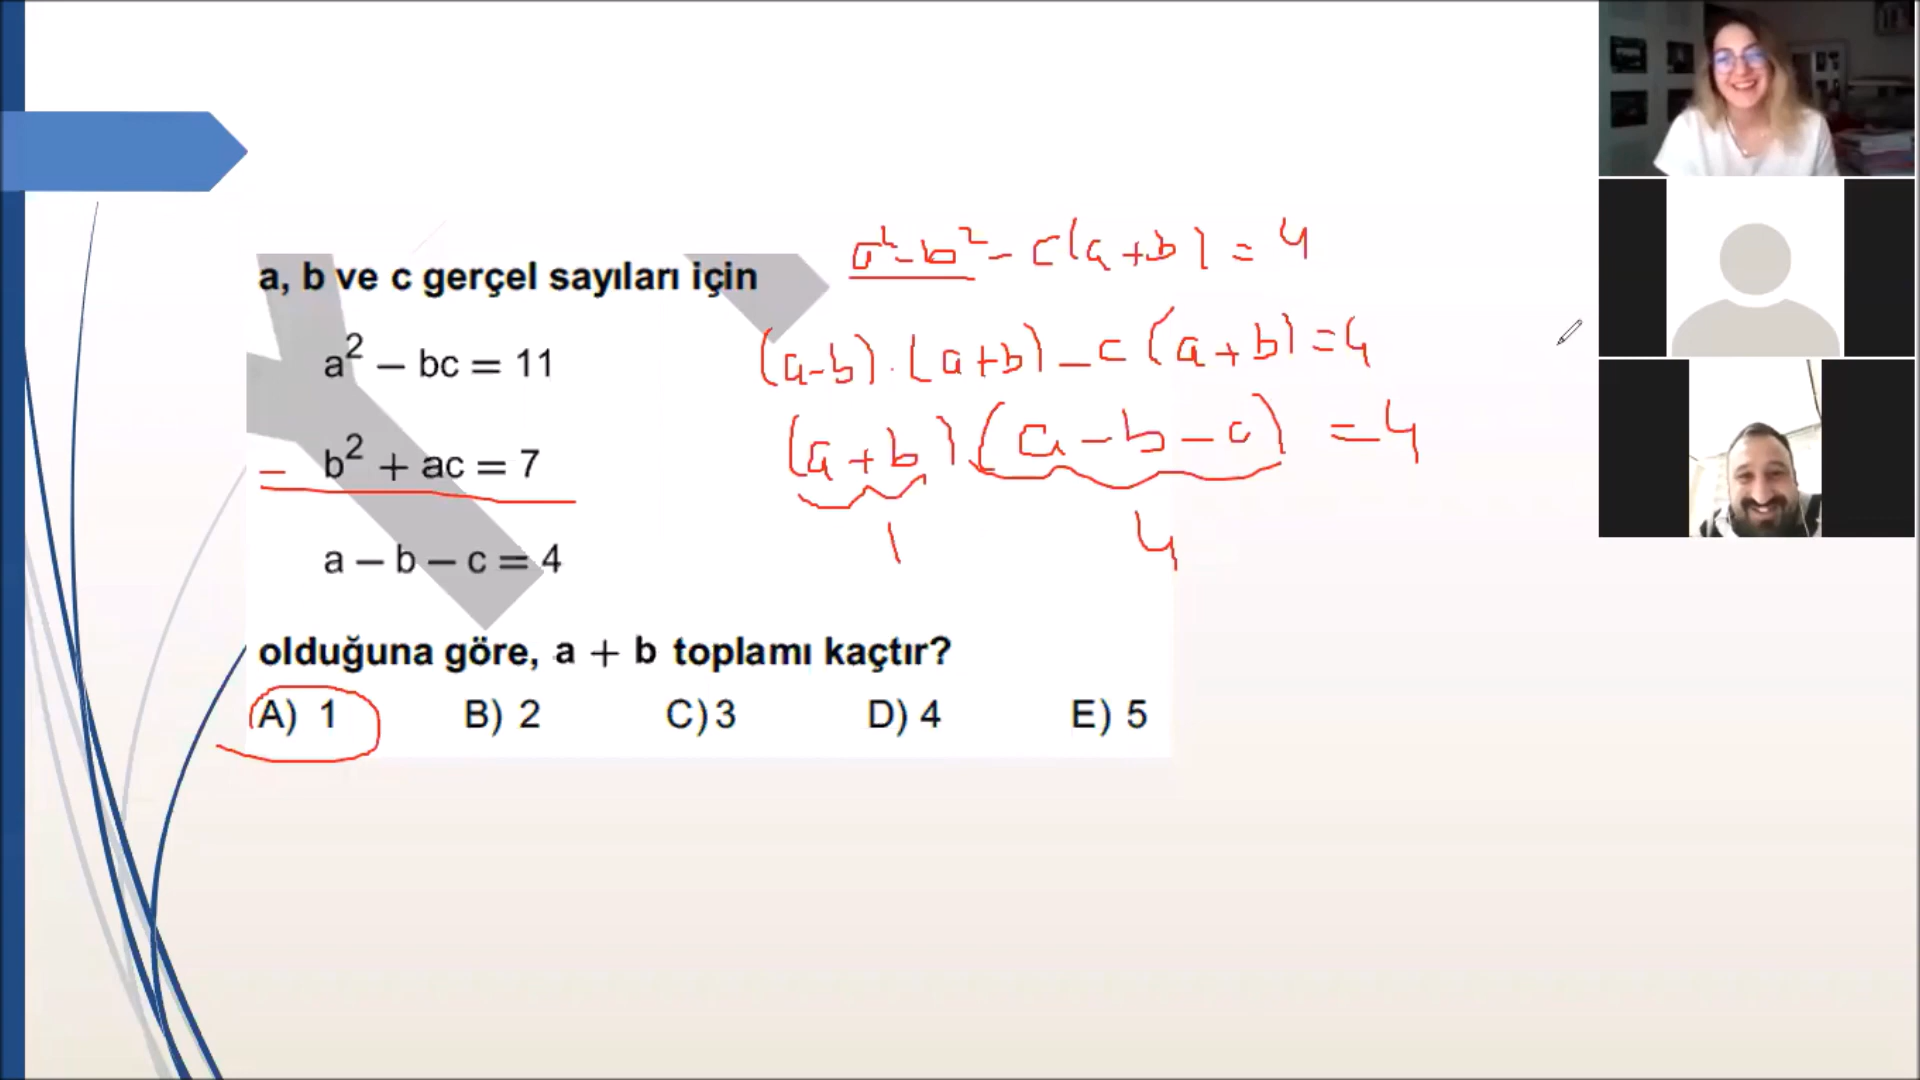 a, b ve c gerçel sayıları için
a² − bc = 11
− b² + ac = 7
a − b − c = 4
olduğuna göre, a + b toplamı kaçtır?
A) 1 B) 2 C) 3 D) 4 E) 5
a² − b² − c(a + b) = 4
(a − b) . (a + b) − c (a + b) = 4
(a + b) (a − b − c) = 4
1 4